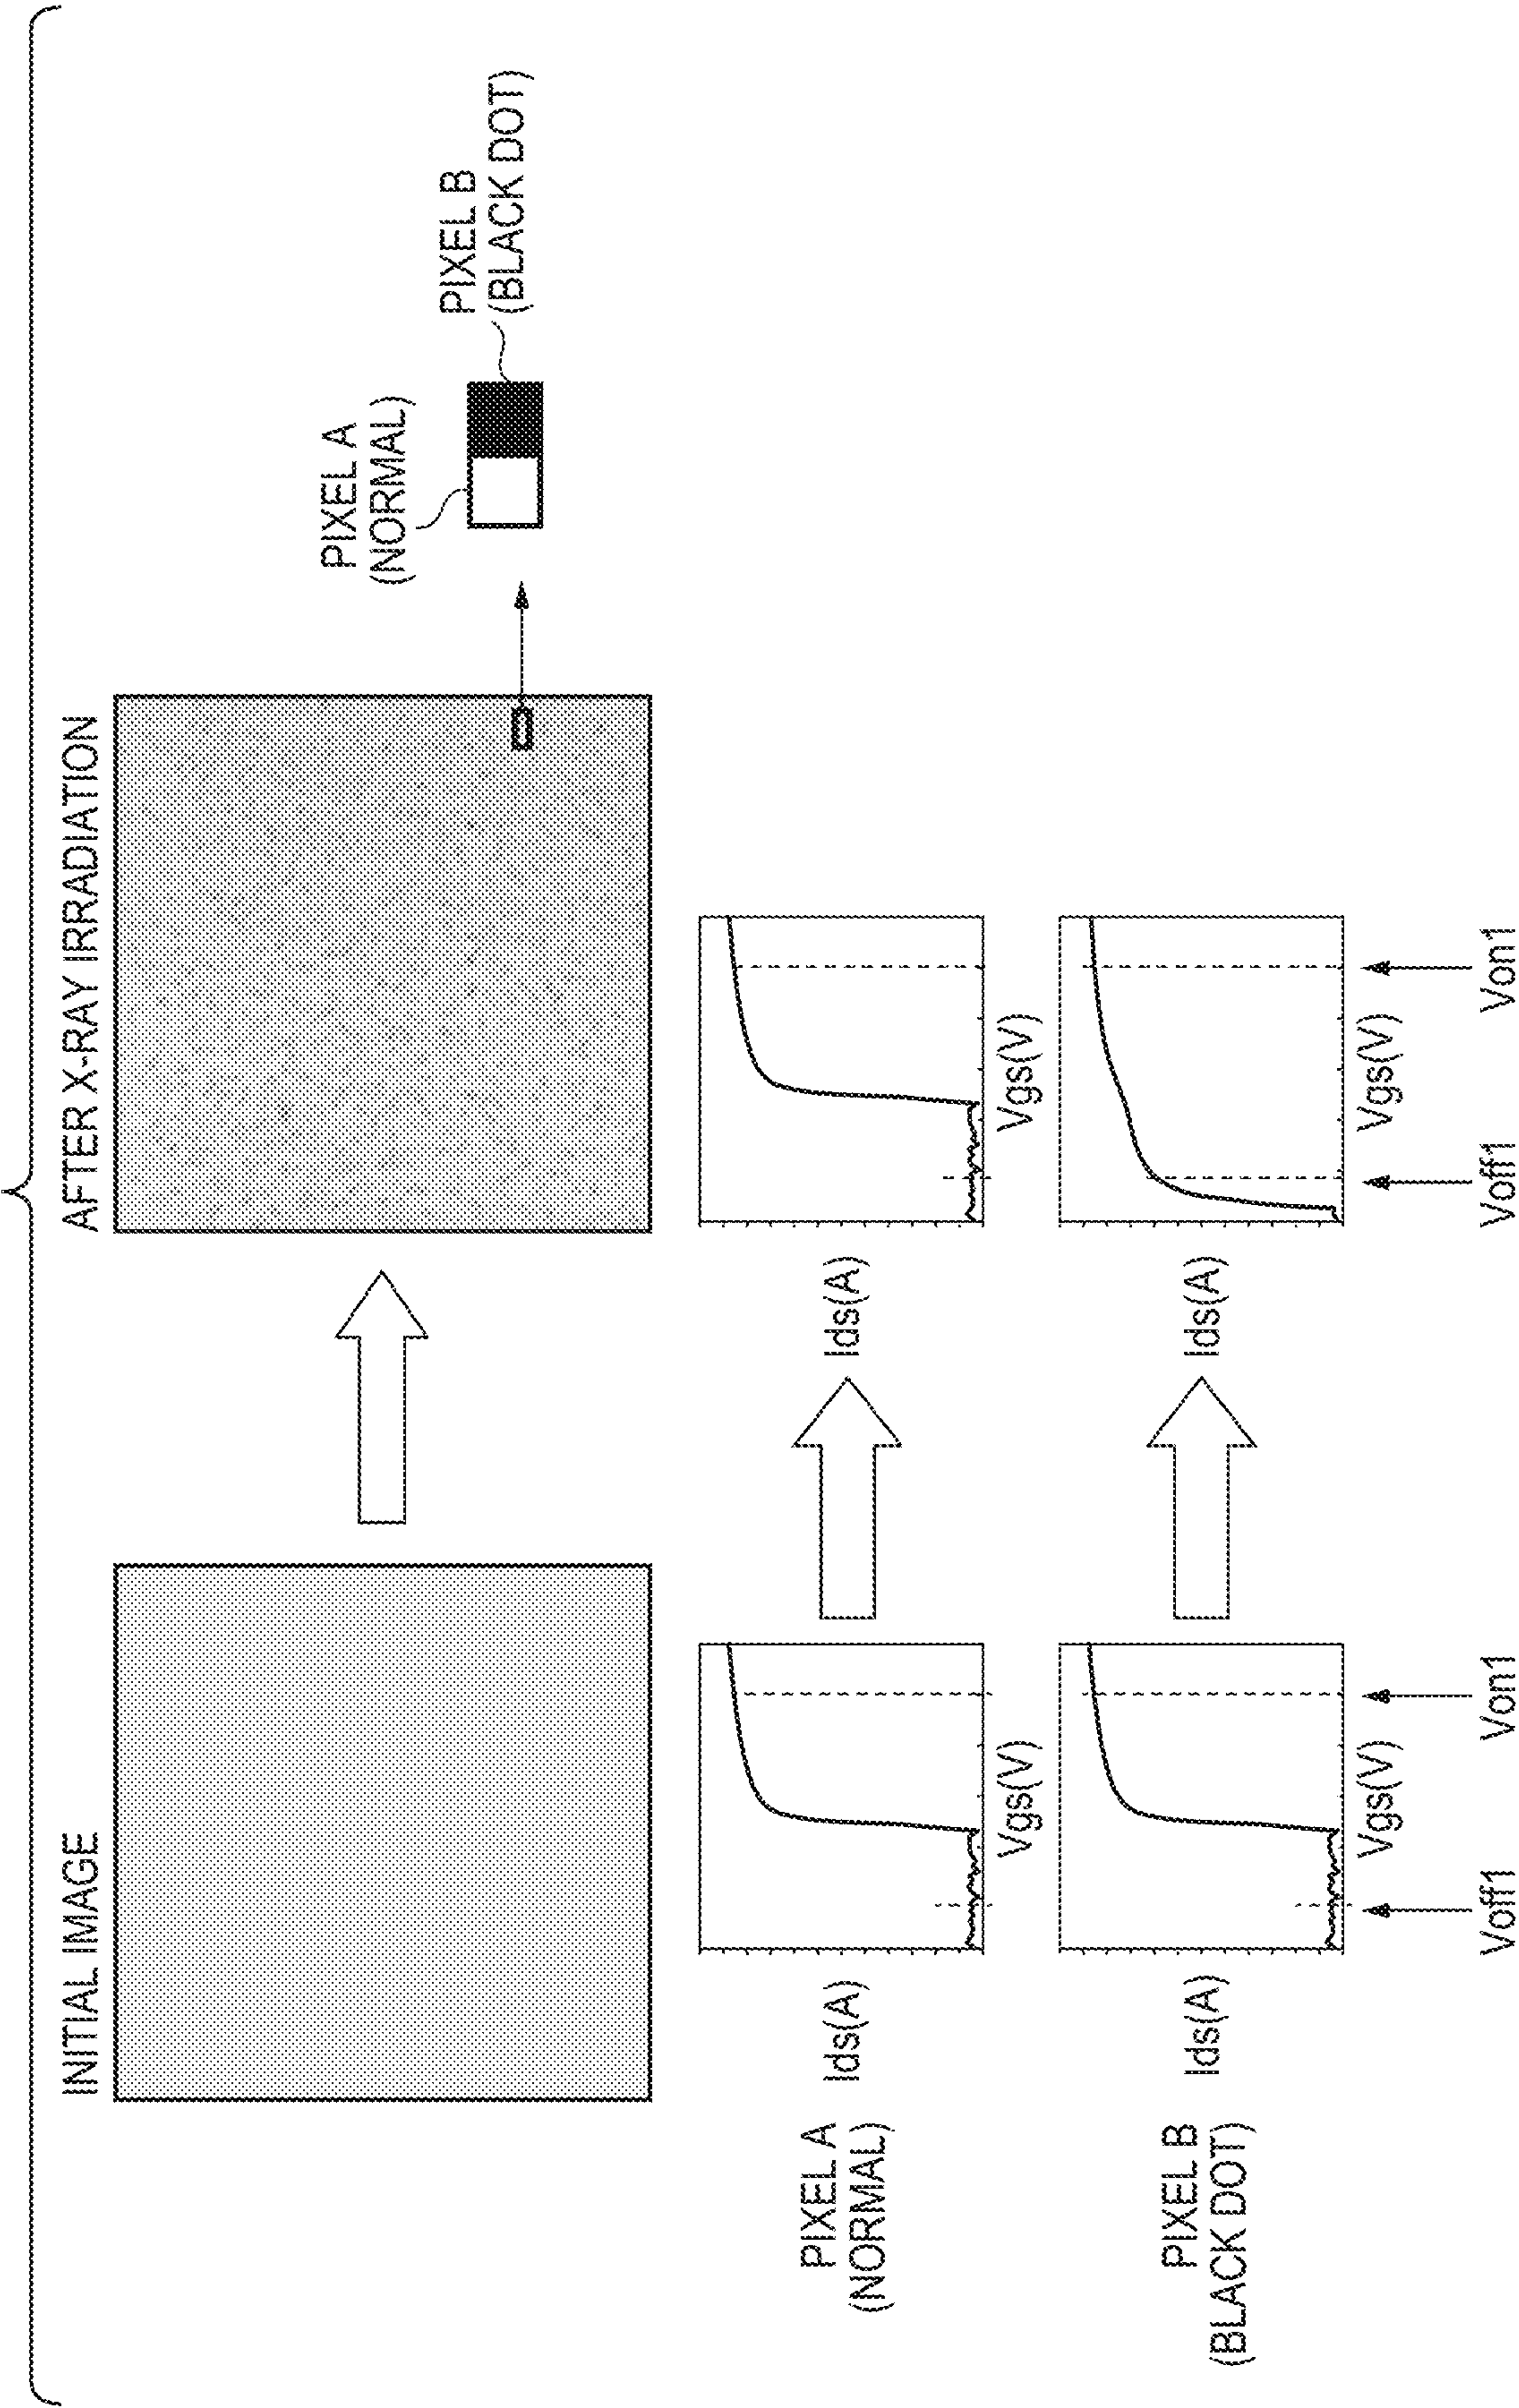 INITIAL IMAGE
AFTER X-RAY IRRADIATION
PIXEL A
(NORMAL)
PIXEL B
(BLACK DOT)
PIXEL A
(NORMAL)
Ids(A)
Vgs(V)
Ids(A)
Vgs(V)
PIXEL B
(BLACK DOT)
Ids(A)
Vgs(V)
Ids(A)
Vgs(V)
Voff1
Von1
Voff1
Von1